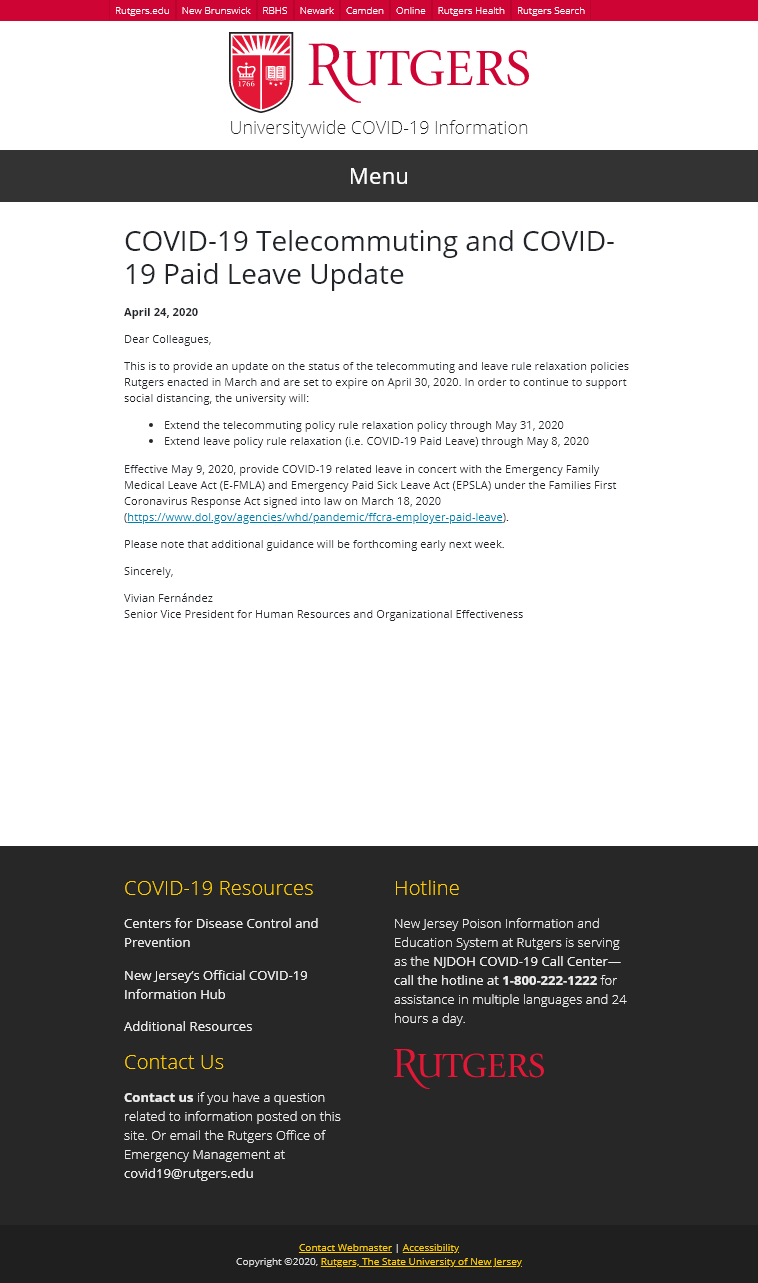 Rutgers.edu New Brunswick RBHS Newark Camden Online Rutgers Health Rutgers Search
1766
RUTGERS
Universitywide COVID-19 Information
Menu
COVID-19 Telecommuting and COVID-
19 Paid Leave Update
April 24, 2020
Dear Colleagues,
This is to provide an update on the status of the telecommuting and leave rule relaxation policies
Rutgers enacted in March and are set to expire on April 30, 2020. In order to continue to support
social distancing, the university will:
• Extend the telecommuting policy rule relaxation policy through May 31, 2020
• Extend leave policy rule relaxation (i.e. COVID-19 Paid Leave) through May 8, 2020
Effective May 9, 2020, provide COVID-19 related leave in concert with the Emergency Family
Medical Leave Act (E-FMLA) and Emergency Paid Sick Leave Act (EPSLA) under the Families First
Coronavirus Response Act signed into law on March 18, 2020
(https://www.dol.gov/agencies/whd/pandemic/ffcra-employer-paid-leave).
Please note that additional guidance will be forthcoming early next week.
Sincerely,
Vivian Fernández
Senior Vice President for Human Resources and Organizational Effectiveness
COVID-19 Resources
Centers for Disease Control and
Prevention
New Jersey’s Official COVID-19
Information Hub
Additional Resources
Contact Us
Contact us if you have a question
related to information posted on this
site. Or email the Rutgers Office of
Emergency Management at
covid19@rutgers.edu
Hotline
New Jersey Poison Information and
Education System at Rutgers is serving
as the NJDOH COVID-19 Call Center—
call the hotline at 1-800-222-1222 for
assistance in multiple languages and 24
hours a day.
RUTGERS
Contact Webmaster | Accessibility
Copyright ©2020, Rutgers, The State University of New Jersey